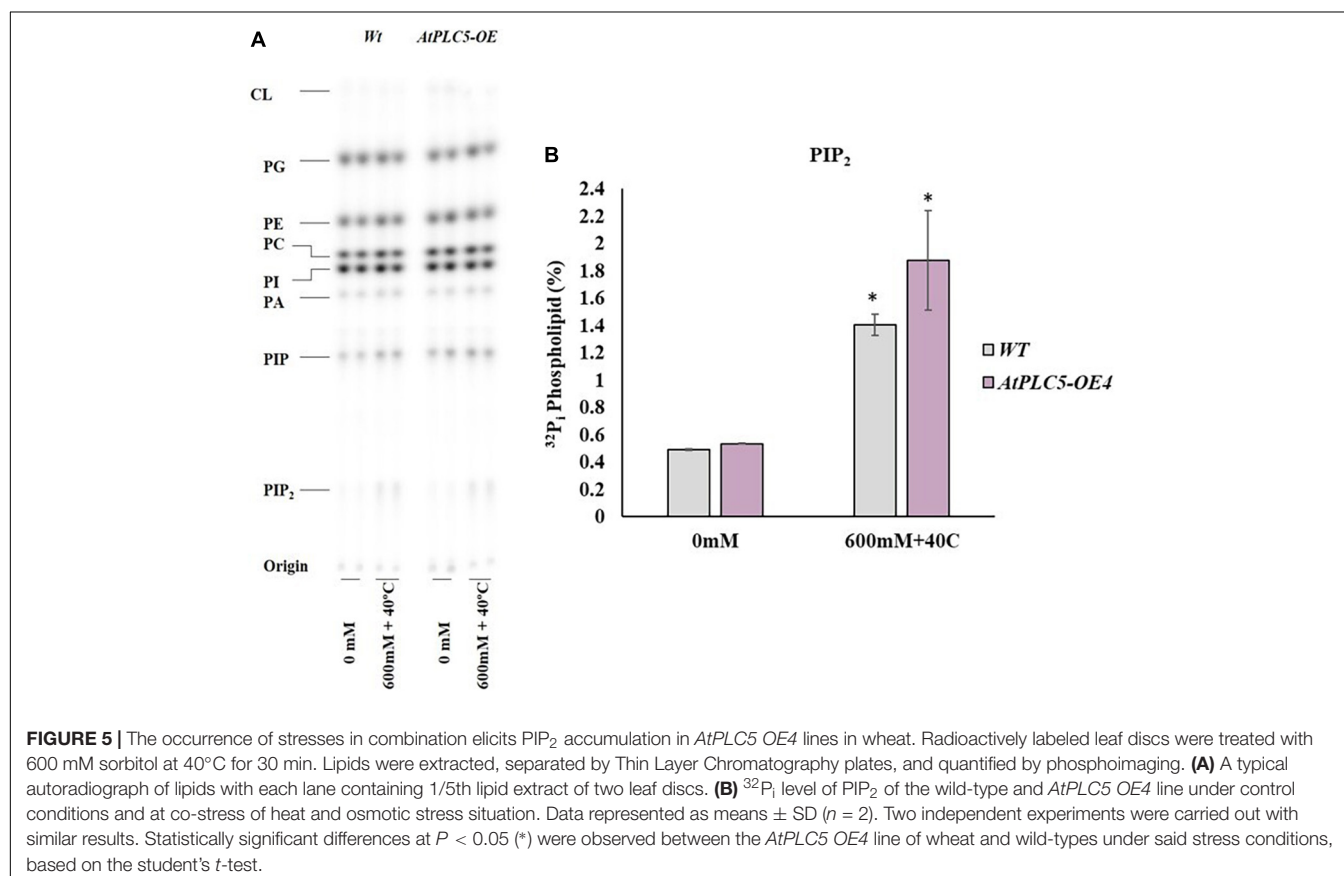 A
Wt AtPLC5-OE
CL
PG
PE
PC
PI
PA
PIP
PIP₂
Origin
0 mM
600mM + 40°C
0 mM
600mM + 40°C
B
PIP₂
³²Pᵢ Phospholipid (%)
2.4
2.2
2
1.8
1.6
1.4
1.2
1
0.8
0.6
0.4
0.2
0
*
*
0mM
600mM+40C
WT
AtPLC5-OE4
FIGURE 5 | The occurrence of stresses in combination elicits PIP₂ accumulation in AtPLC5 OE4 lines in wheat. Radioactively labeled leaf discs were treated with
600 mM sorbitol at 40°C for 30 min. Lipids were extracted, separated by Thin Layer Chromatography plates, and quantified by phosphoimaging. (A) A typical
autoradiograph of lipids with each lane containing 1/5th lipid extract of two leaf discs. (B) ³²Pᵢ level of PIP₂ of the wild-type and AtPLC5 OE4 line under control
conditions and at co-stress of heat and osmotic stress situation. Data represented as means ± SD (n = 2). Two independent experiments were carried out with
similar results. Statistically significant differences at P < 0.05 (*) were observed between the AtPLC5 OE4 line of wheat and wild-types under said stress conditions,
based on the student's t-test.